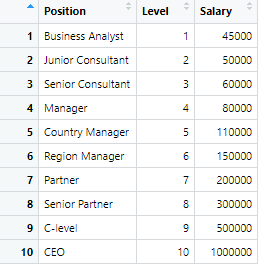 Position Level Salary
1 Business Analyst 1 45000
2 Junior Consultant 2 50000
3 Senior Consultant 3 60000
4 Manager 4 80000
5 Country Manager 5 110000
6 Region Manager 6 150000
7 Partner 7 200000
8 Senior Partner 8 300000
9 C-level 9 500000
10 CEO 10 1000000